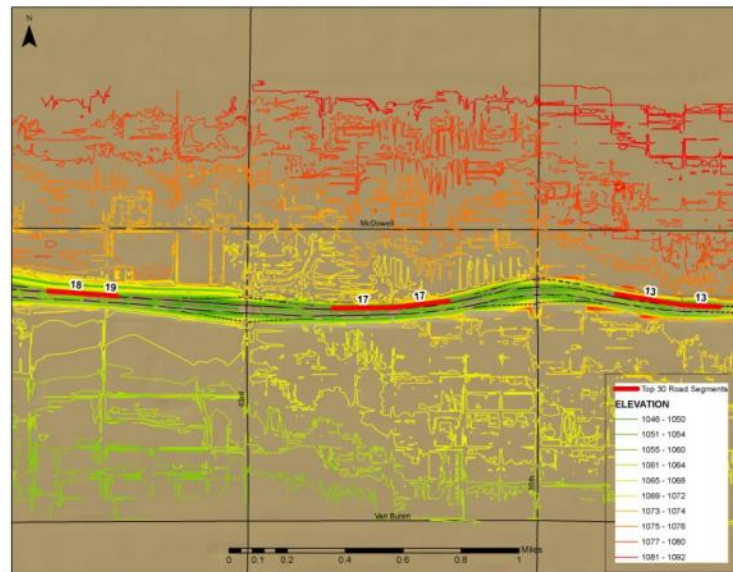 N
McDowell
18
19
17
17
13
13
43rd
35th
Van Buren
Miles
0 0.1 0.2 0.4 0.6 0.8 1
Top 30 Road Segments
ELEVATION
1046 - 1050
1051 - 1054
1055 - 1060
1061 - 1064
1065 - 1068
1069 - 1072
1073 - 1074
1075 - 1076
1077 - 1080
1081 - 1092